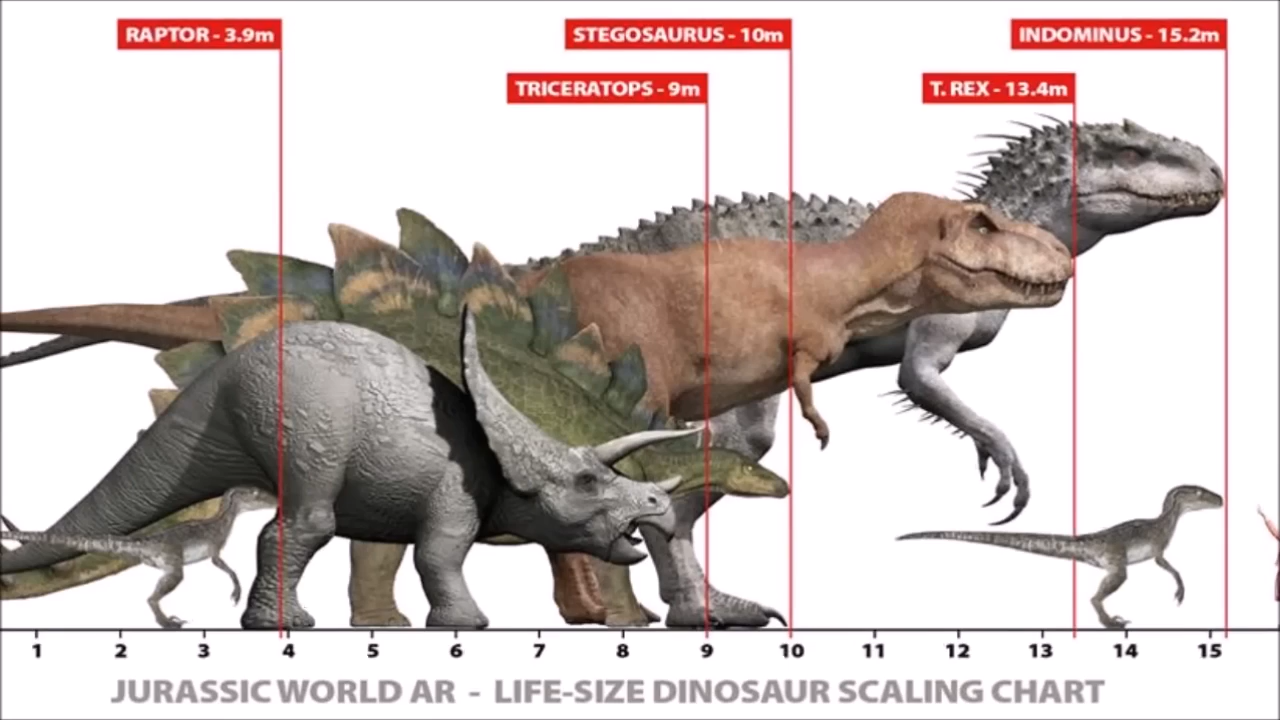 RAPTOR - 3.9m
STEGOSAURUS - 10m
INDOMINUS - 15.2m
TRICERATOPS - 9m
T. REX - 13.4m
1 2 3 4 5 6 7 8 9 10 11 12 13 14 15
JURASSIC WORLD AR - LIFE-SIZE DINOSAUR SCALING CHART